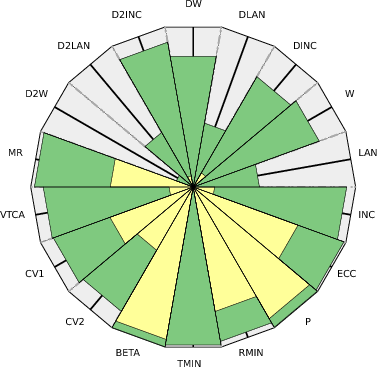 DW
D2INC
DLAN
D2LAN
DINC
D2W
W
MR
LAN
VTCA
INC
CV1
ECC
CV2
P
BETA
RMIN
TMIN